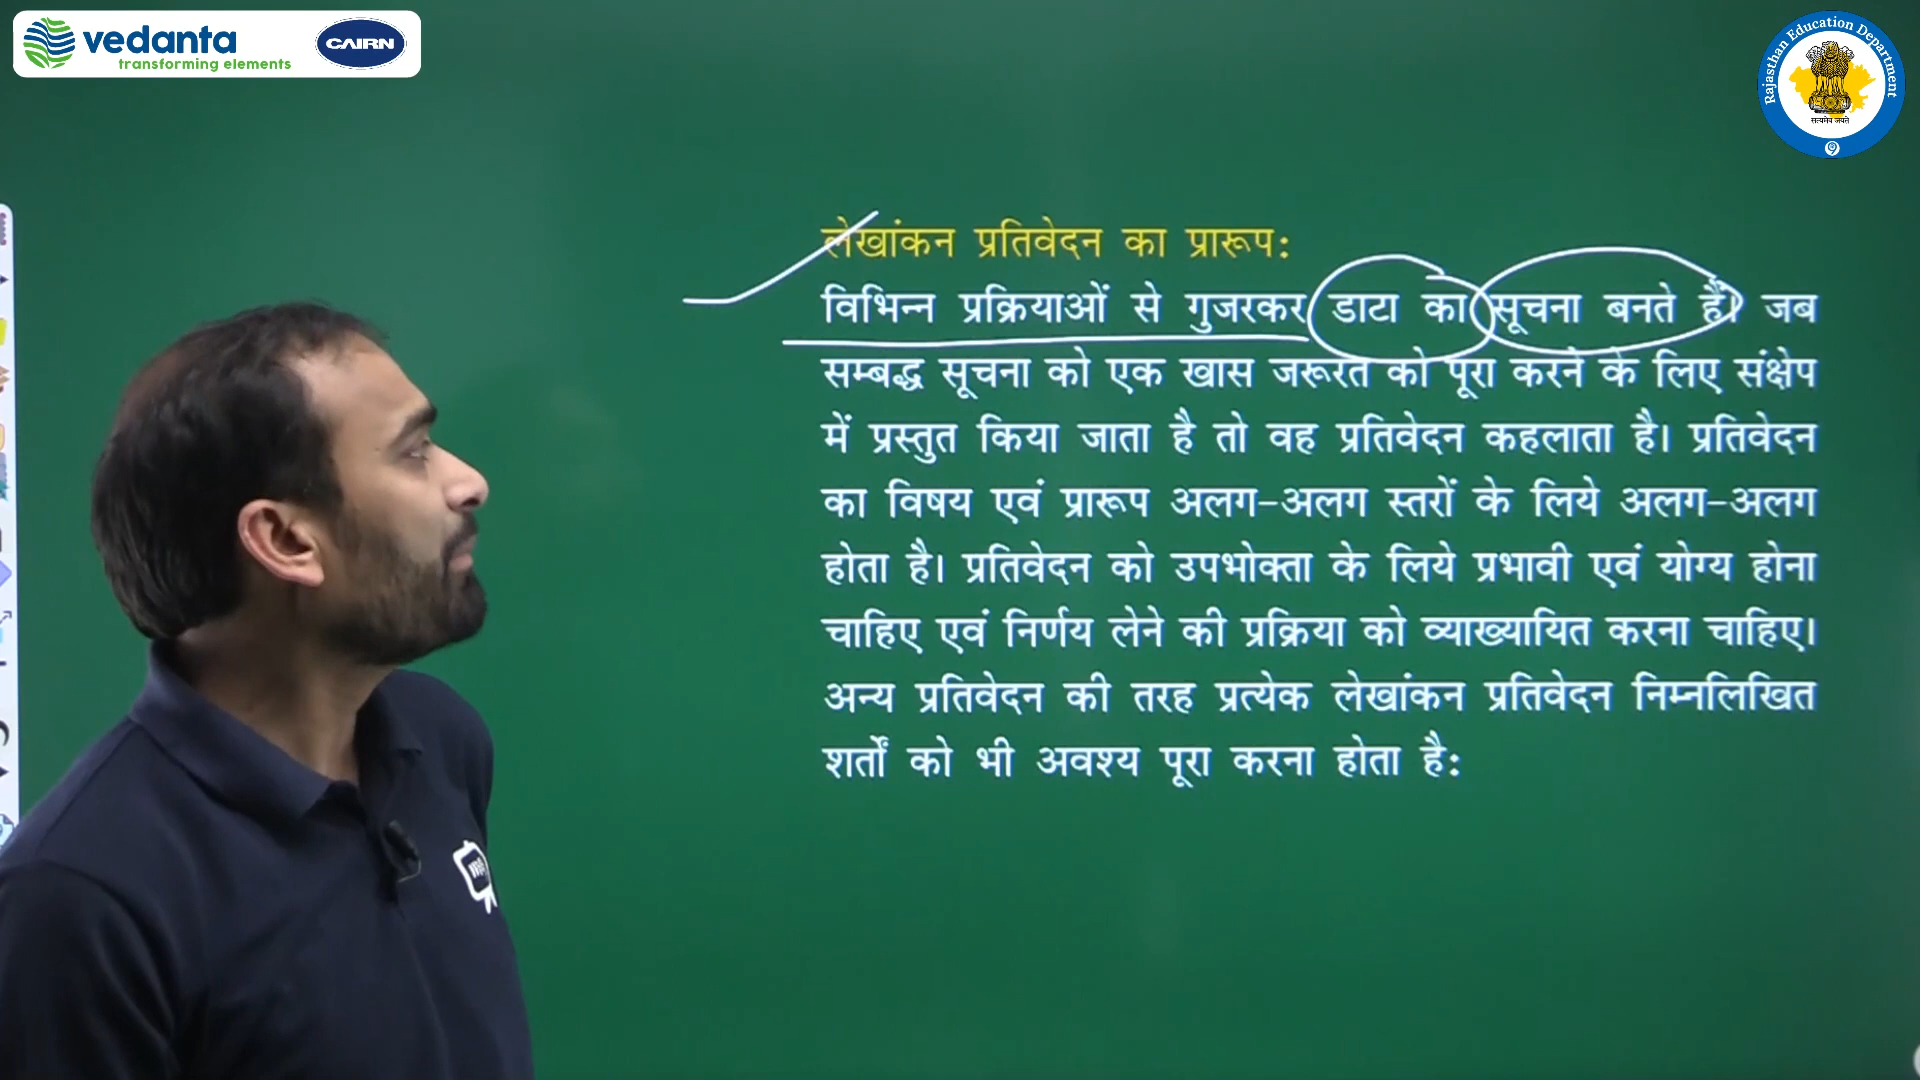 vedanta
transforming elements
CAIRN
Rajasthan Education Department
सत्यमेव जयते
लेखांकन प्रतिवेदन का प्रारूप:
विभिन्न प्रक्रियाओं से गुजरकर डाटा का सूचना बनते हैं। जब
सम्बद्ध सूचना को एक खास जरूरत को पूरा करने के लिए संक्षेप
में प्रस्तुत किया जाता है तो वह प्रतिवेदन कहलाता है। प्रतिवेदन
का विषय एवं प्रारूप अलग-अलग स्तरों के लिये अलग-अलग
होता है। प्रतिवेदन को उपभोक्ता के लिये प्रभावी एवं योग्य होना
चाहिए एवं निर्णय लेने की प्रक्रिया को व्याख्यायित करना चाहिए।
अन्य प्रतिवेदन की तरह प्रत्येक लेखांकन प्रतिवेदन निम्नलिखित
शर्तों को भी अवश्य पूरा करना होता है: